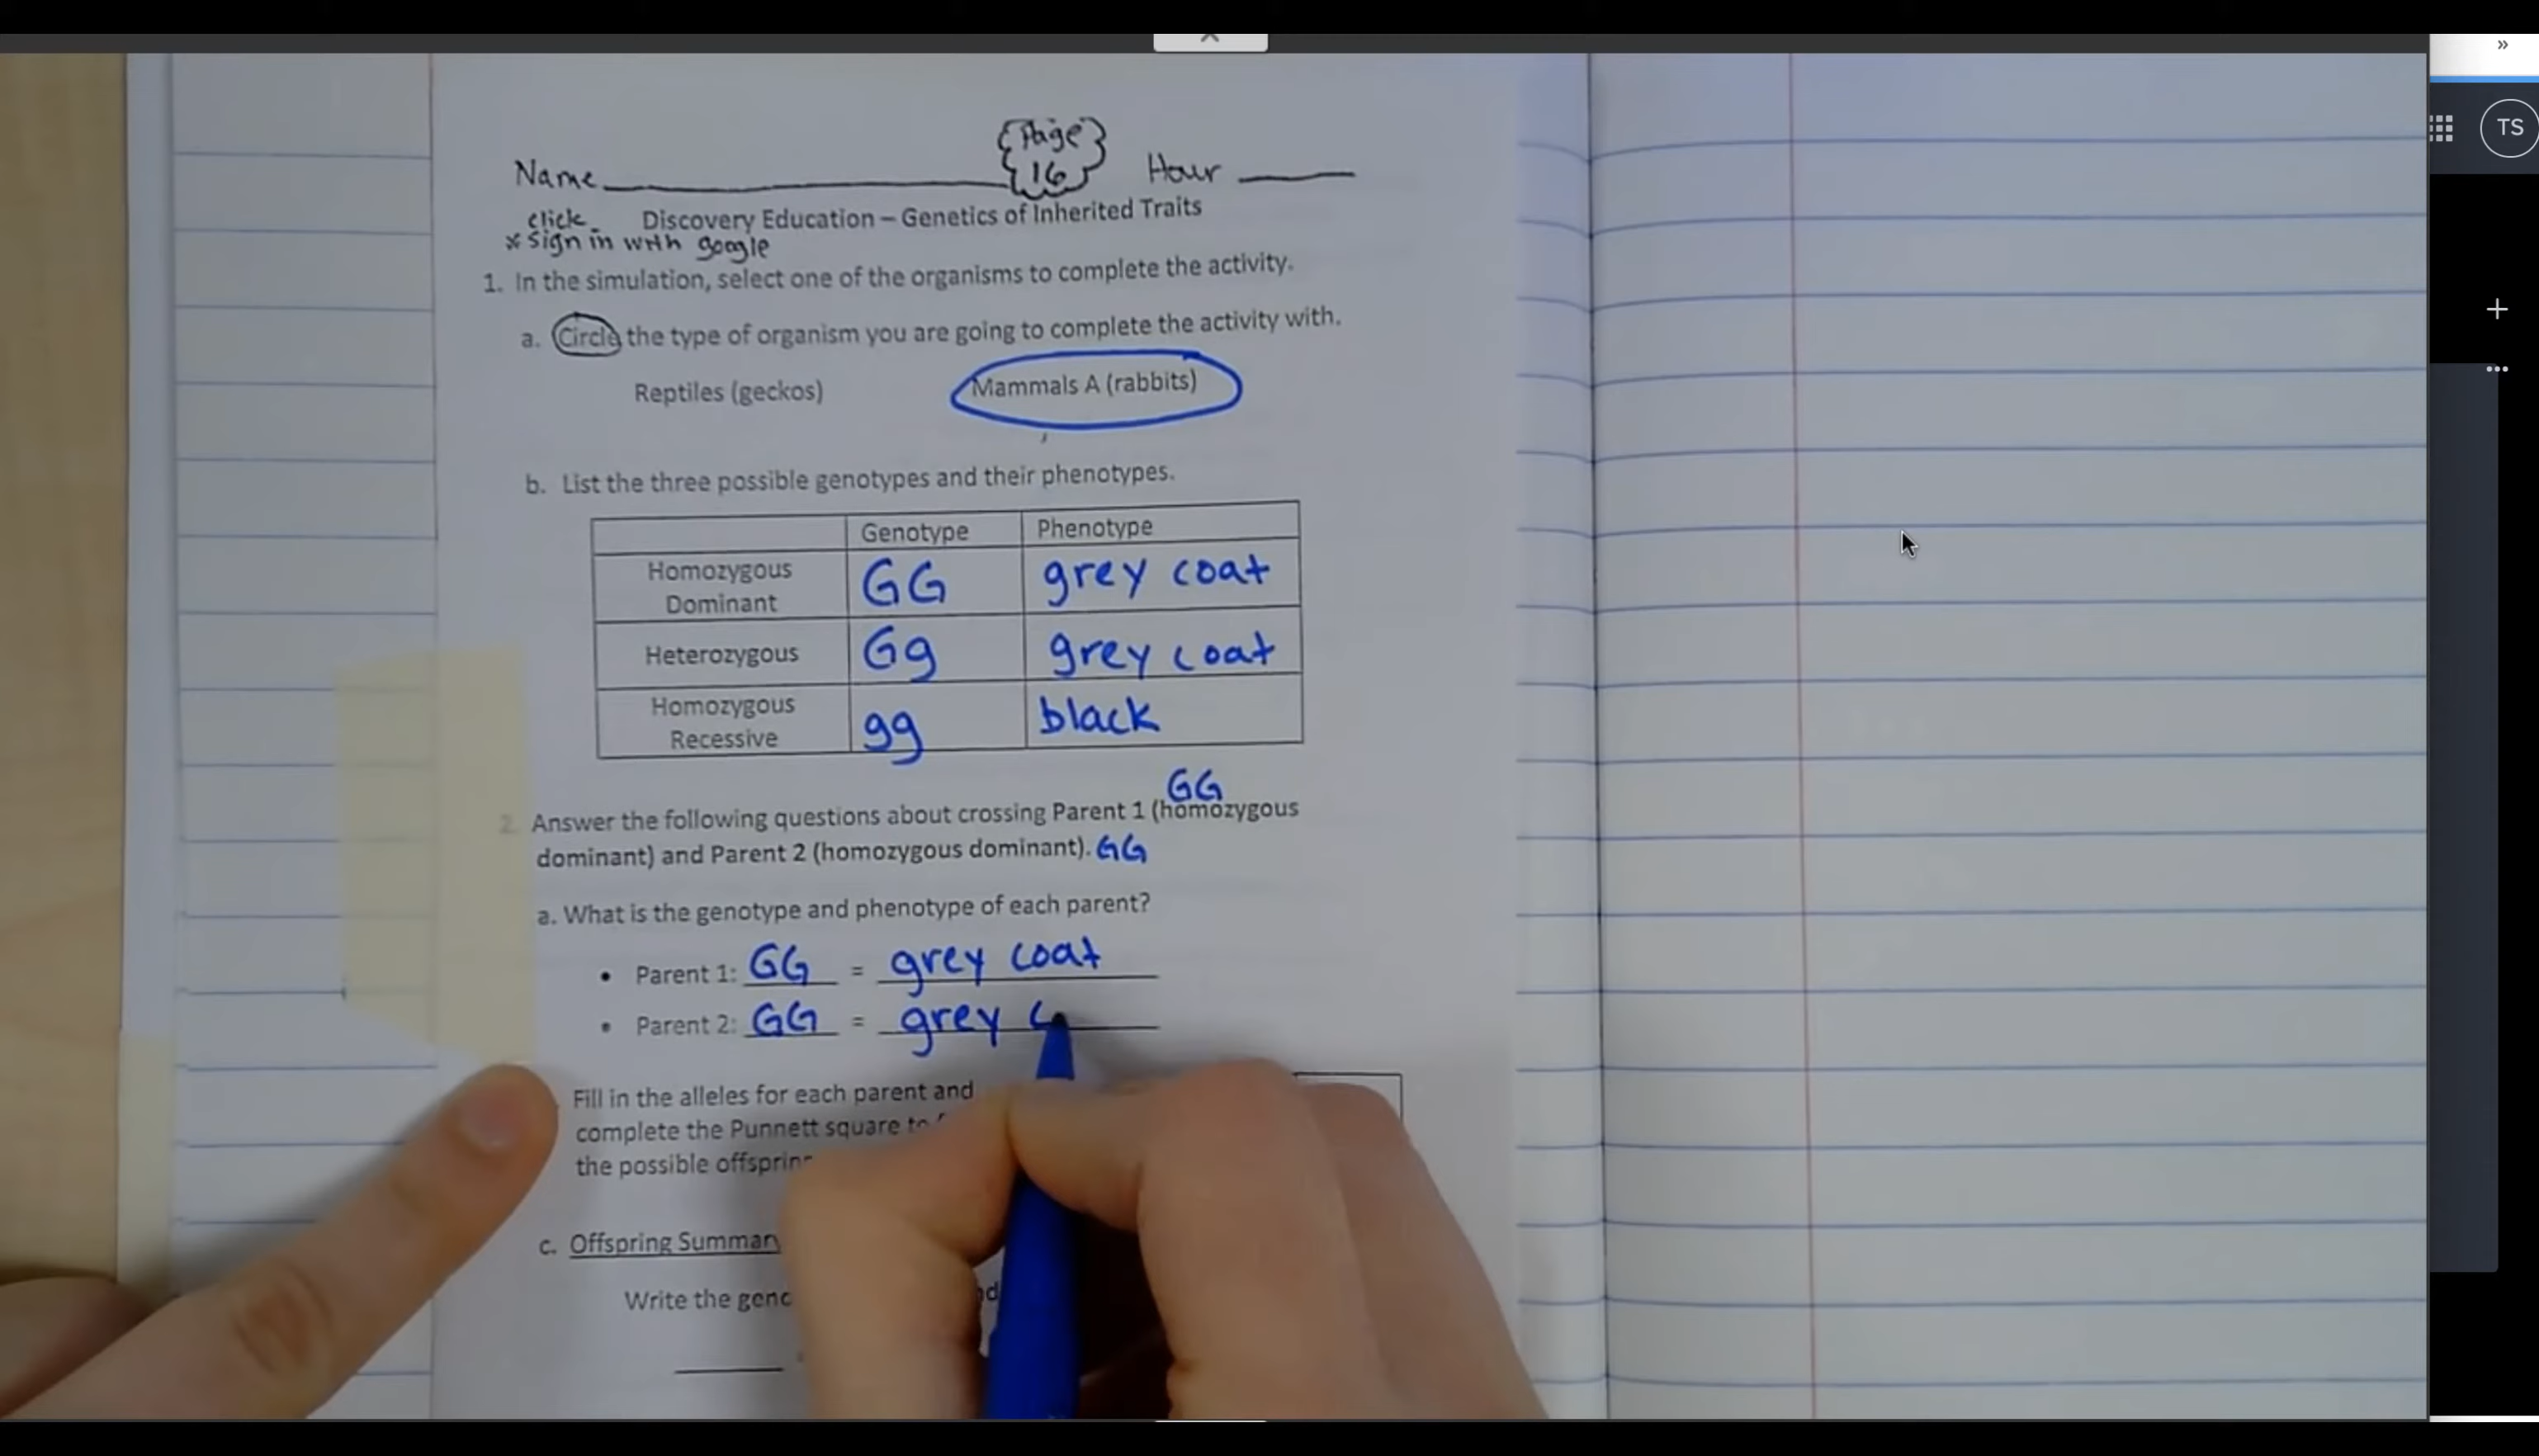 »
TS
Page
16
Name
Hour
click
Discovery Education – Genetics of Inherited Traits
* Sign in with google
1. In the simulation, select one of the organisms to complete the activity.
a. Circle the type of organism you are going to complete the activity with.
Reptiles (geckos) Mammals A (rabbits)
b. List the three possible genotypes and their phenotypes.
Genotype Phenotype
Homozygous Dominant GG grey coat
Heterozygous Gg grey coat
Homozygous Recessive gg black
GG
2. Answer the following questions about crossing Parent 1 (homozygous
dominant) and Parent 2 (homozygous dominant). GG
a. What is the genotype and phenotype of each parent?
• Parent 1: GG = grey coat
• Parent 2: GG = grey c
Fill in the alleles for each parent and
complete the Punnett square to
the possible
c. Offspring
Write the